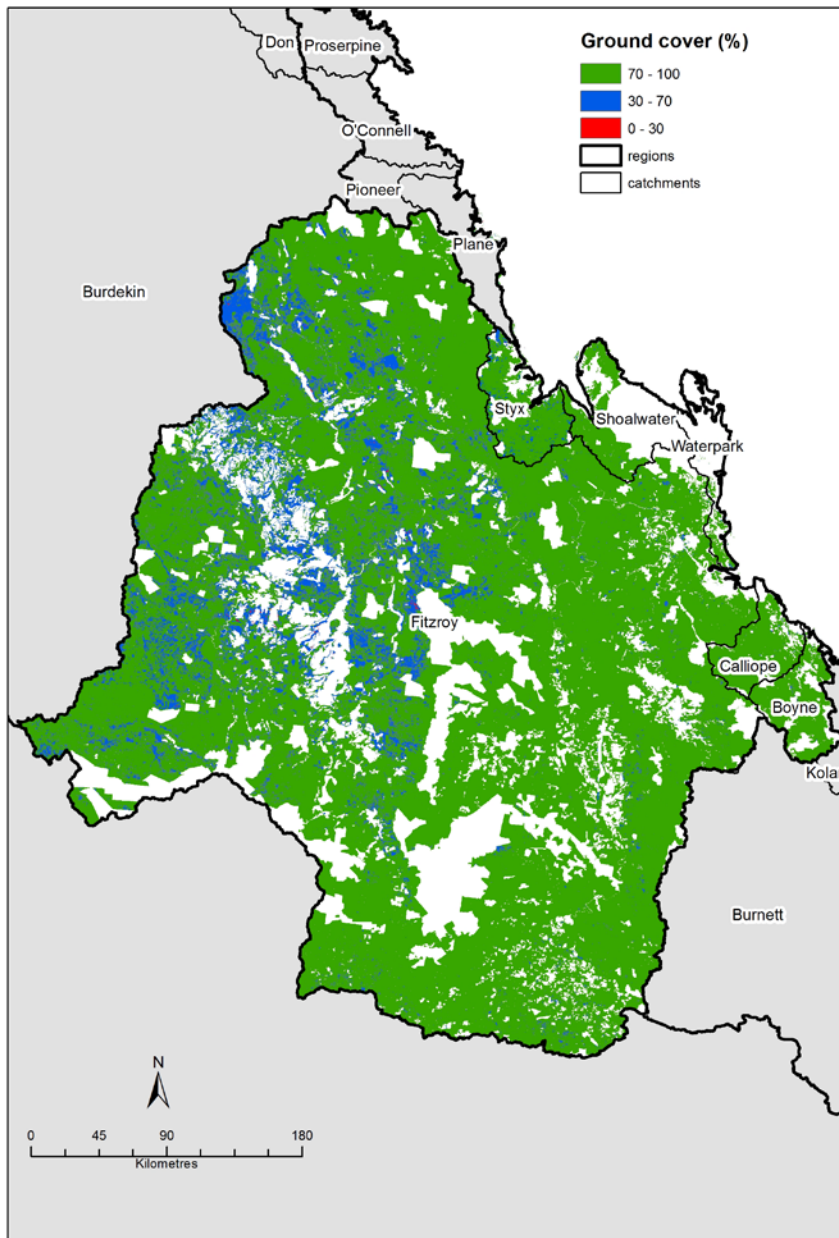 Don
Proserpine
O'Connell
Pioneer
Plane
Burdekin
Styx
Shoalwater
Waterpark
Fitzroy
Calliope
Boyne
Kola
Burnett
Ground cover (%)
70 - 100
30 - 70
0 - 30
regions
catchments
N
0 45 90 180
Kilometres